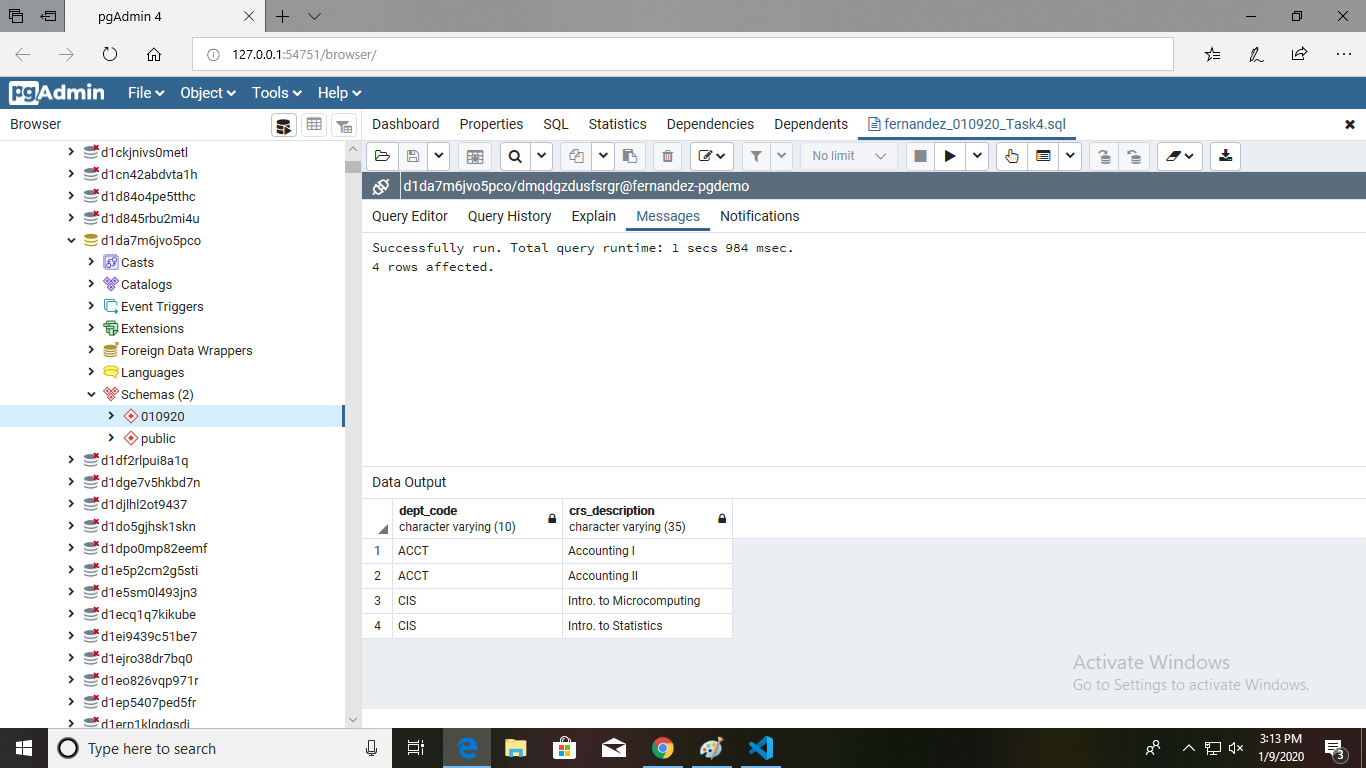 pgAdmin 4
127.0.0.1:54751/browser/
pgAdmin File Object Tools Help
Browser
Dashboard Properties SQL Statistics Dependencies Dependents fernandez_010920_Task4.sql
No limit
d1da7m6jvo5pco/dmqdgzdusfsrgr@fernandez-pgdemo
Query Editor Query History Explain Messages Notifications
Successfully run. Total query runtime: 1 secs 984 msec.
4 rows affected.
d1ckjnivs0metl
d1cn42abdvta1h
d1d84o4pe5tthc
d1d845rbu2mi4u
d1da7m6jvo5pco
Casts
Catalogs
Event Triggers
Extensions
Foreign Data Wrappers
Languages
Schemas (2)
010920
public
d1df2rlpui8a1q
d1dge7v5hkbd7n
d1djlhl2ot9437
d1do5gjhsk1skn
d1dpo0mp82eemf
d1e5p2cm2g5sti
d1e5sm0l493jn3
d1ecq1q7kikube
d1ei9439c51be7
d1ejro38dr7bq0
d1eo826vqp971r
d1ep5407ped5fr
Data Output
dept_code crs_description
character varying (10) character varying (35)
1 ACCT Accounting I
2 ACCT Accounting II
3 CIS Intro. to Microcomputing
4 CIS Intro. to Statistics
Activate Windows
Go to Settings to activate Windows.
Type here to search
3:13 PM
1/9/2020
3